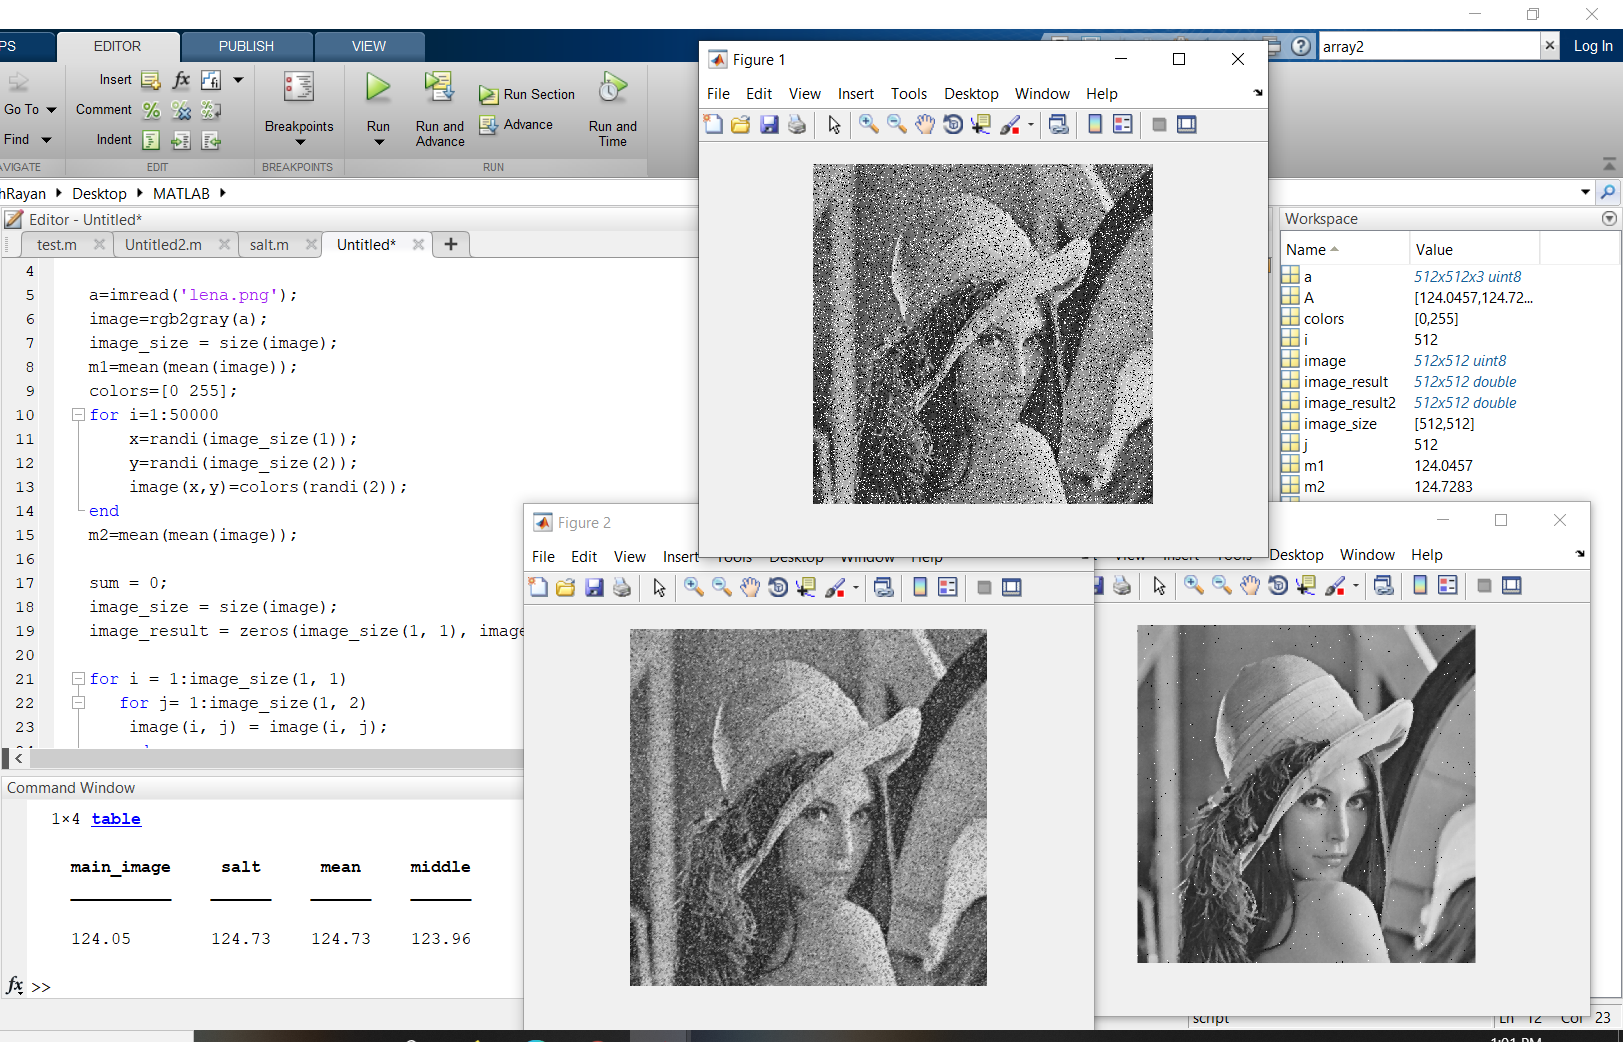 PS EDITOR PUBLISH VIEW
array2
Log In
Insert
Go To Comment
Find Indent
Breakpoints
Run
Run and Advance
Run Section
Advance
Run and Time
EDIT BREAKPOINTS RUN
hRayan Desktop MATLAB
Editor - Untitled*
test.m Untitled2.m salt.m Untitled*
4
5 a=imread('lena.png');
6 image=rgb2gray(a);
7 image_size = size(image);
8 m1=mean(mean(image));
9 colors=[0 255];
10 for i=1:50000
11 x=randi(image_size(1));
12 y=randi(image_size(2));
13 image(x,y)=colors(randi(2));
14 end
15 m2=mean(mean(image));
16
17 sum = 0;
18 image_size = size(image);
19 image_result = zeros(image_size(1, 1), image
20
21 for i = 1:image_size(1, 1)
22 for j= 1:image_size(1, 2)
23 image(i, j) = image(i, j);
Command Window
1×4 table
main_image salt mean middle
124.05 124.73 124.73 123.96
fx >>
Figure 1
File Edit View Insert Tools Desktop Window Help
Figure 2
File Edit View Insert Tools Desktop Window Help
View Insert Tools Desktop Window Help
Workspace
Name Value
a 512x512x3 uint8
A [124.0457,124.72...
colors [0,255]
i 512
image 512x512 uint8
image_result 512x512 double
image_result2 512x512 double
image_size [512,512]
j 512
m1 124.0457
m2 124.7283
script Ln 12 Col 23
1:01 PM